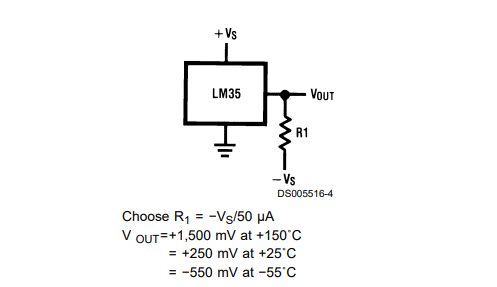 +VS
LM35
VOUT
R1
−VS
DS005516-4
Choose R1 = −VS/50 µA
V OUT=+1,500 mV at +150˚C
= +250 mV at +25˚C
= −550 mV at −55˚C